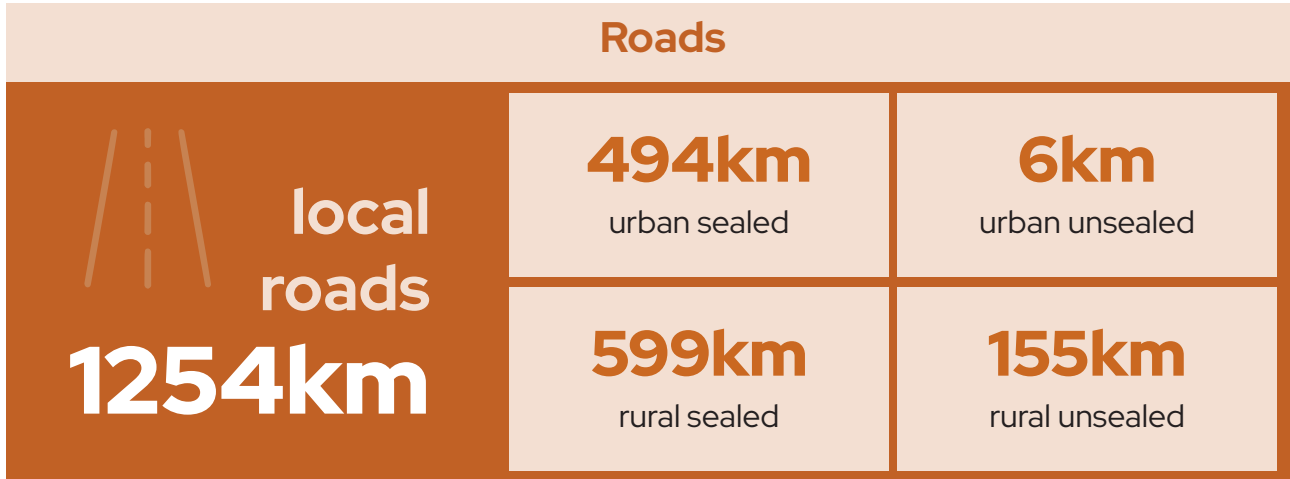 Roads
local
roads
1254km
494km
urban sealed
6km
urban unsealed
599km
rural sealed
155km
rural unsealed